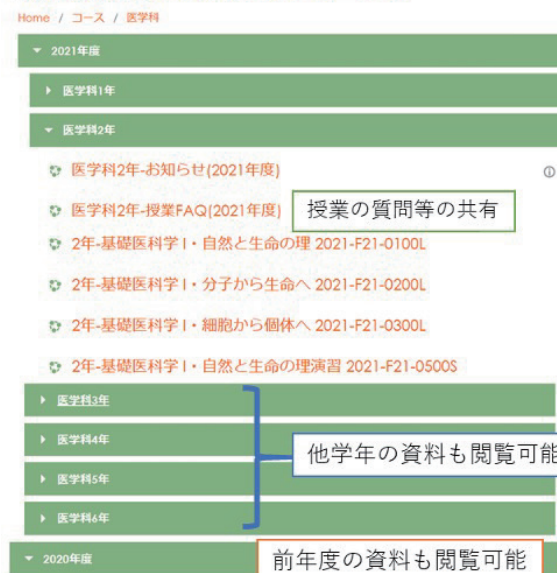 Home / コース / 医学科
2021年度
医学科1年
医学科2年
医学科2年-お知らせ(2021年度)
医学科2年-授業FAQ(2021年度)
授業の質問等の共有
2年-基礎医科学Ⅰ・自然と生命の理 2021-F21-0100L
2年-基礎医科学Ⅰ・分子から生命へ 2021-F21-0200L
2年-基礎医科学Ⅰ・細胞から個体へ 2021-F21-0300L
2年-基礎医科学Ⅰ・自然と生命の理演習 2021-F21-0500S
医学科3年
医学科4年
他学年の資料も閲覧可能
医学科5年
医学科6年
2020年度
前年度の資料も閲覧可能